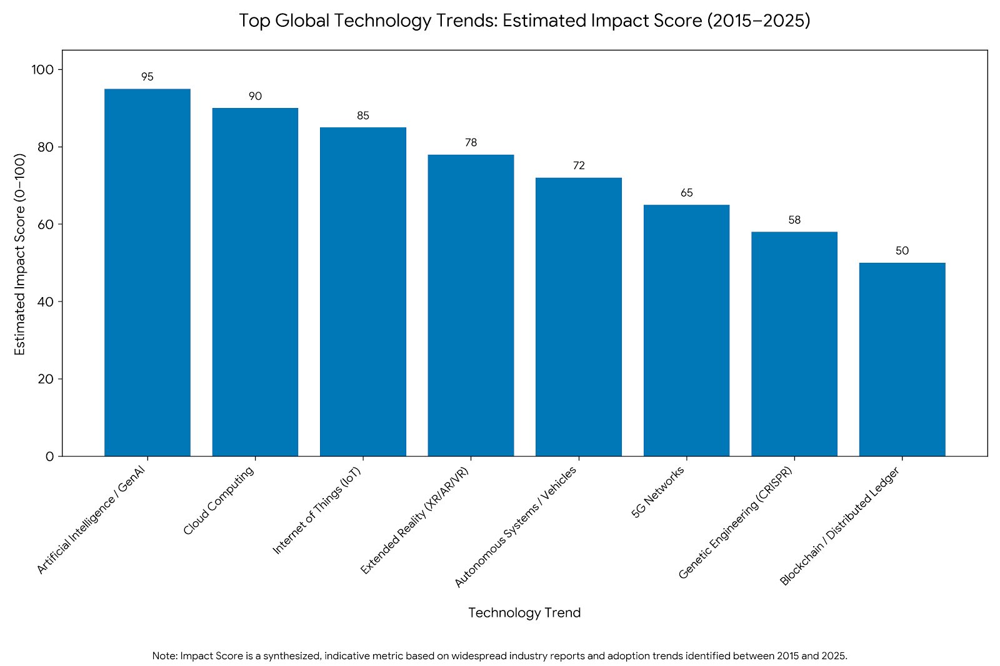 Top Global Technology Trends: Estimated Impact Score (2015–2025)
Estimated Impact Score (0–100)
100
80
60
40
20
0
95
90
85
78
72
65
58
50
Artificial Intelligence / GenAI
Cloud Computing
Internet of Things (IoT)
Extended Reality (XR/AR/VR)
Autonomous Systems / Vehicles
5G Networks
Genetic Engineering (CRISPR)
Blockchain / Distributed Ledger
Technology Trend
Note: Impact Score is a synthesized, indicative metric based on widespread industry reports and adoption trends identified between 2015 and 2025.